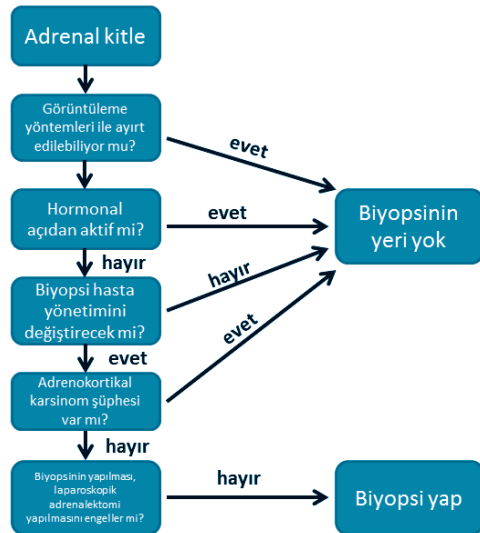 Adrenal kitle
Görüntüleme
yöntemleri ile ayırt
edilebiliyor mu?
evet
Hormonal
açıdan aktif mi?
evet
Biyopsinin
yeri yok
hayır
hayır
Biyopsi hasta
yönetimini
değiştirecek mi?
evet
evet
Adrenokortikal
karsinom şüphesi
var mı?
hayır
Biyopsinin yapılması,
laparoskopik
adrenalektomi
yapılmasını engeller mi?
hayır
Biyopsi yap